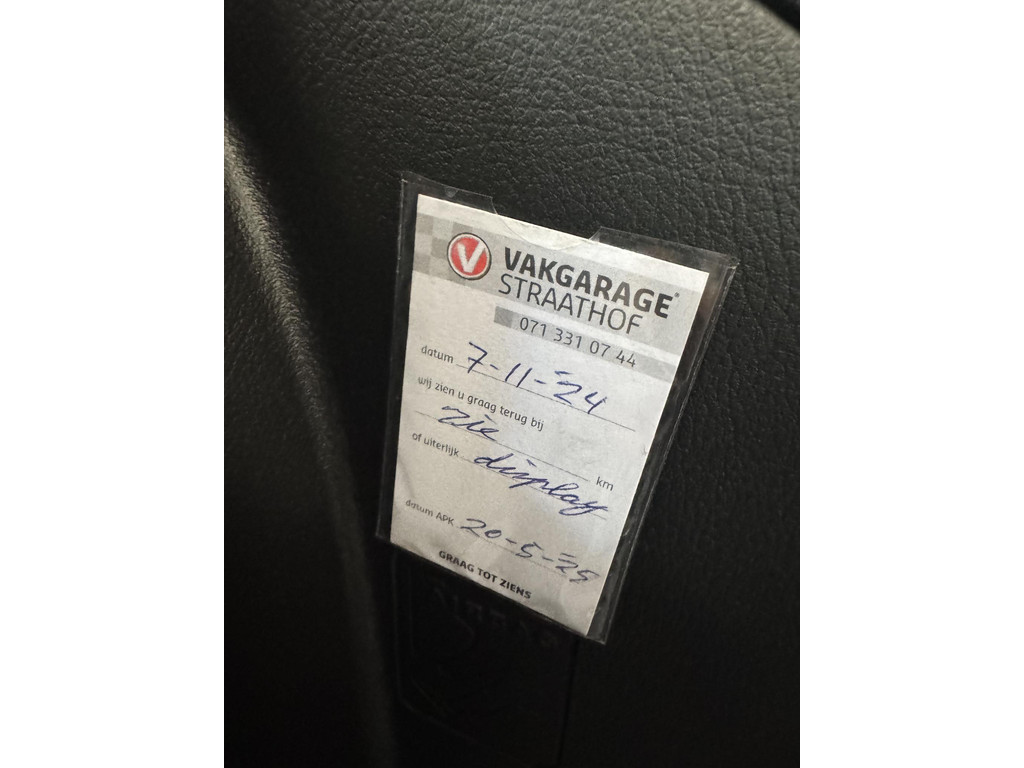 V VAKGARAGE®
STRAATHOF
071 331 07 44
datum 7-11-'24
wij zien u graag terug bij
zie km
of uiterlijk display
datum APK 20-5-'25
GRAAG TOT ZIENS
AIRBAG